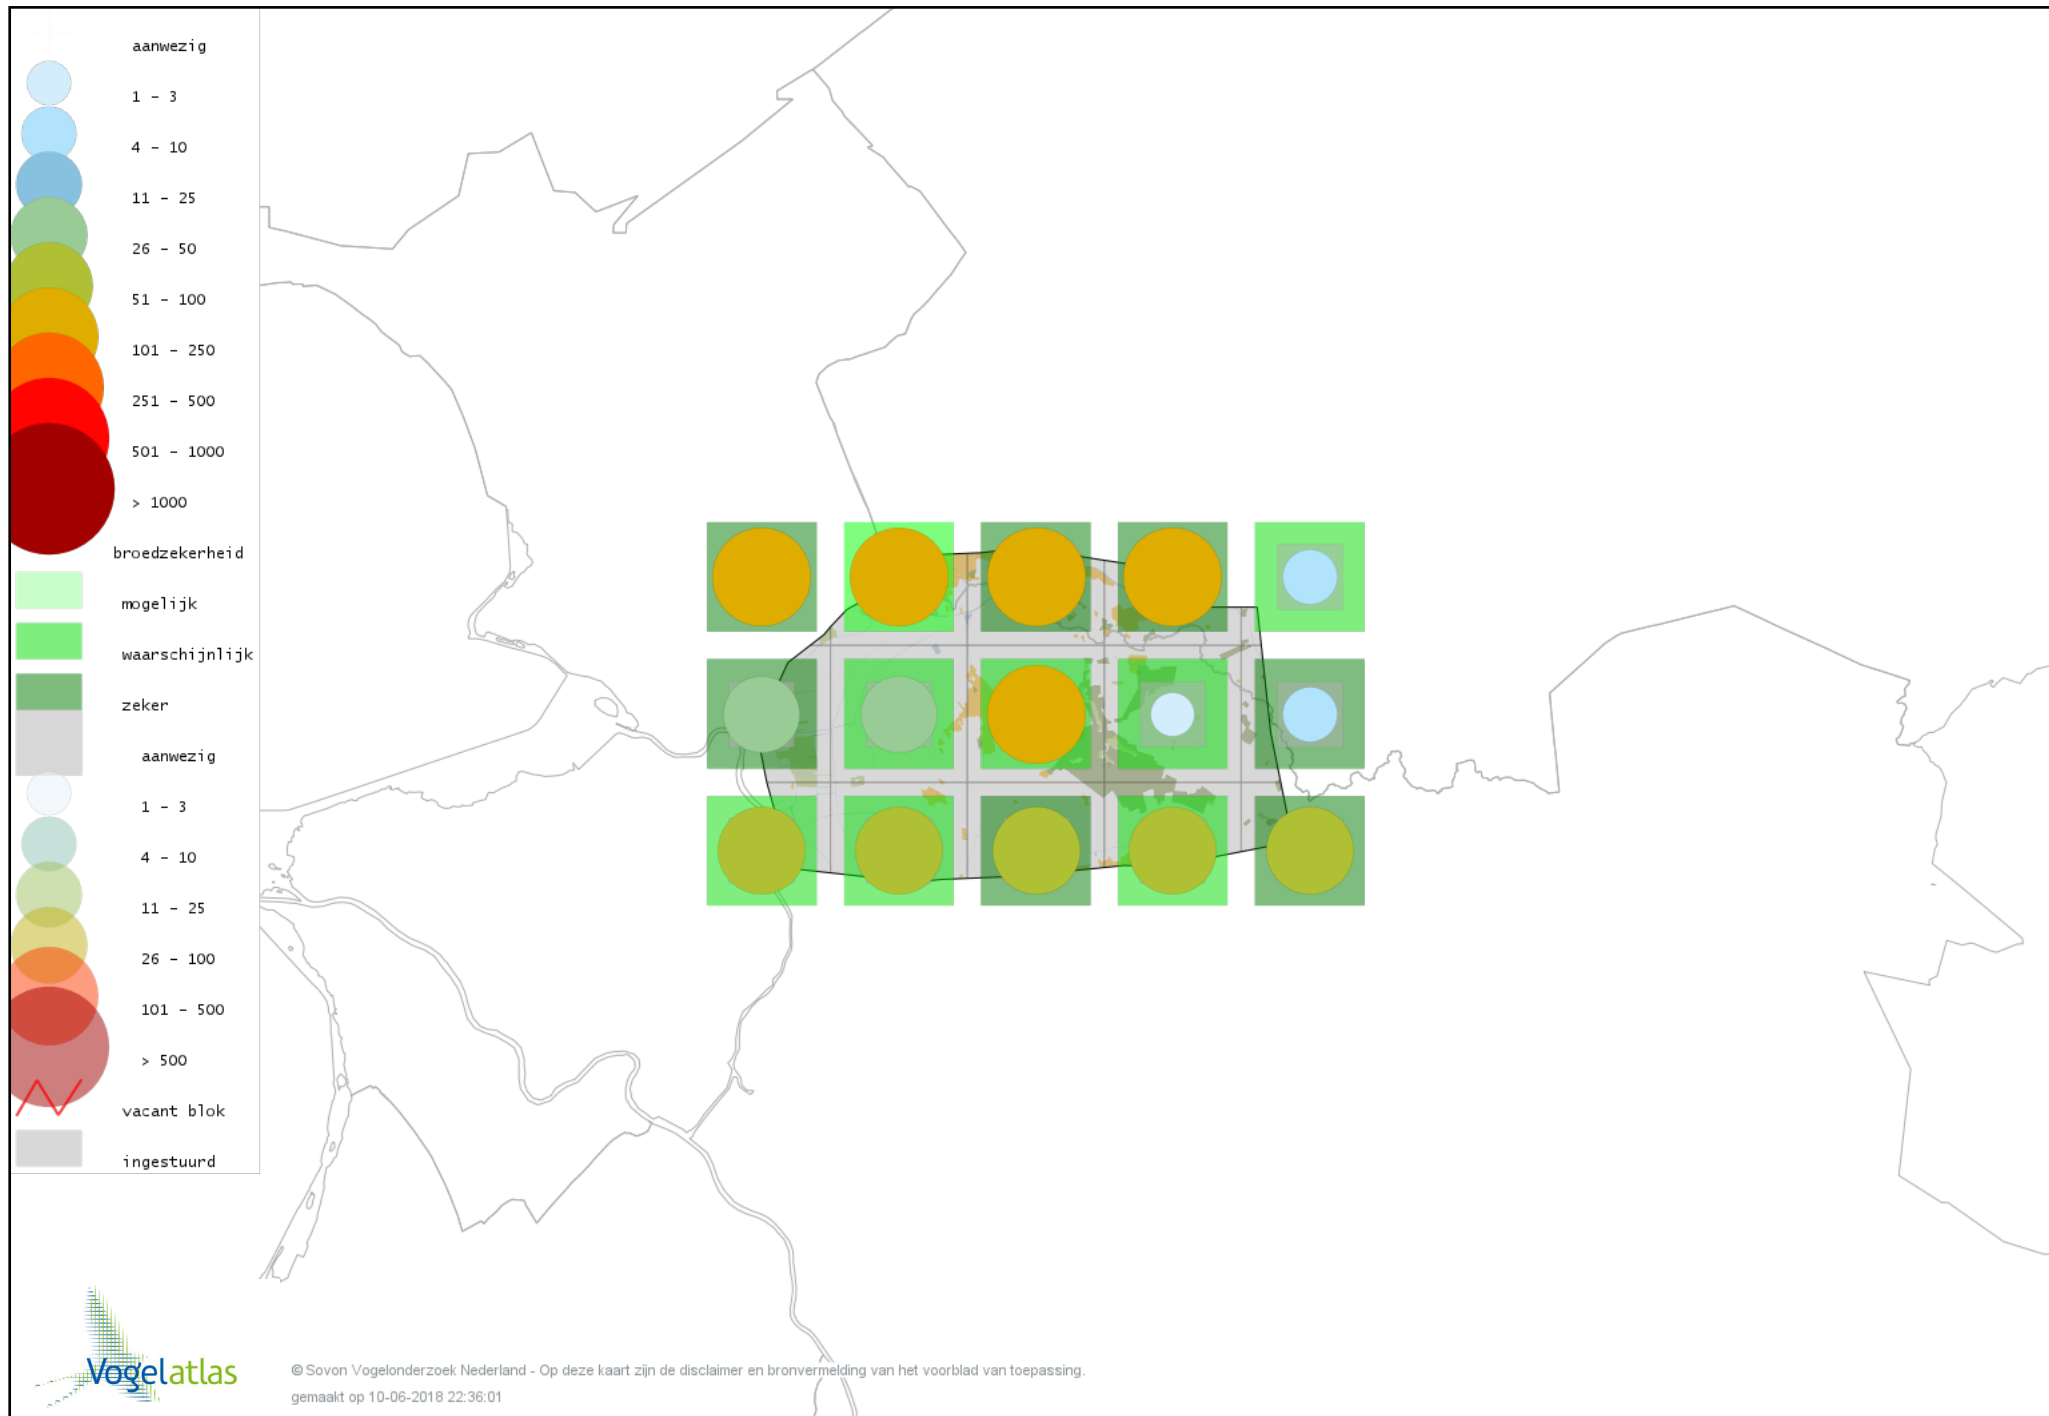 aanwezig
1 - 3
4 - 10
11 - 25
26 - 50
51 - 100
101 - 250
251 - 500
501 - 1000
> 1000
broedzekerheid
mogelijk
waarschijnlijk
zeker
aanwezig
1 - 3
4 - 10
11 - 25
26 - 100
101 - 500
> 500
vacant blok
ingestuurd
Vogelatlas
© Sovon Vogelonderzoek Nederland - Op deze kaart zijn de disclaimer en bronvermelding van het voorblad van toepassing.
gemaakt op 10-06-2018 22:36:01